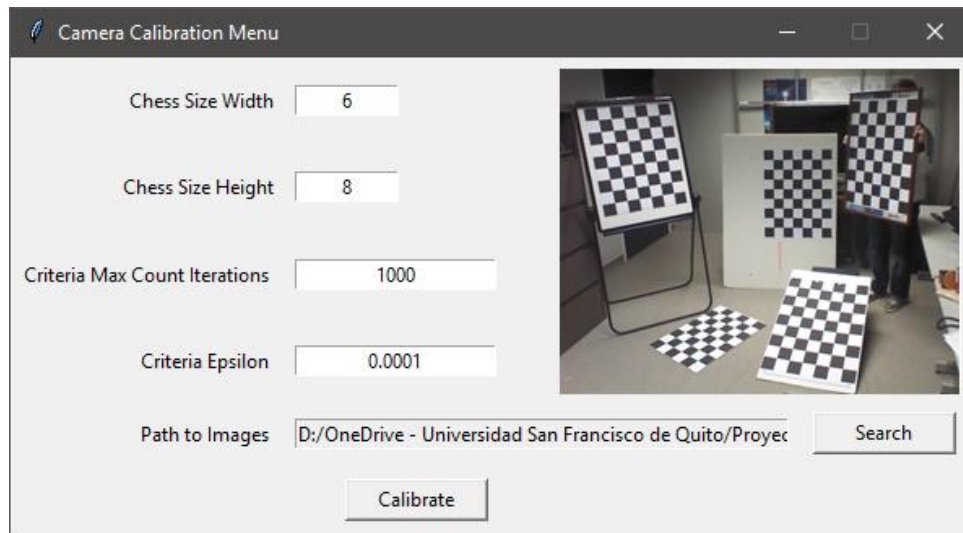 Camera Calibration Menu
Chess Size Width 6
Chess Size Height 8
Criteria Max Count Iterations 1000
Criteria Epsilon 0.0001
Path to Images D:/OneDrive - Universidad San Francisco de Quito/Proyec Search
Calibrate